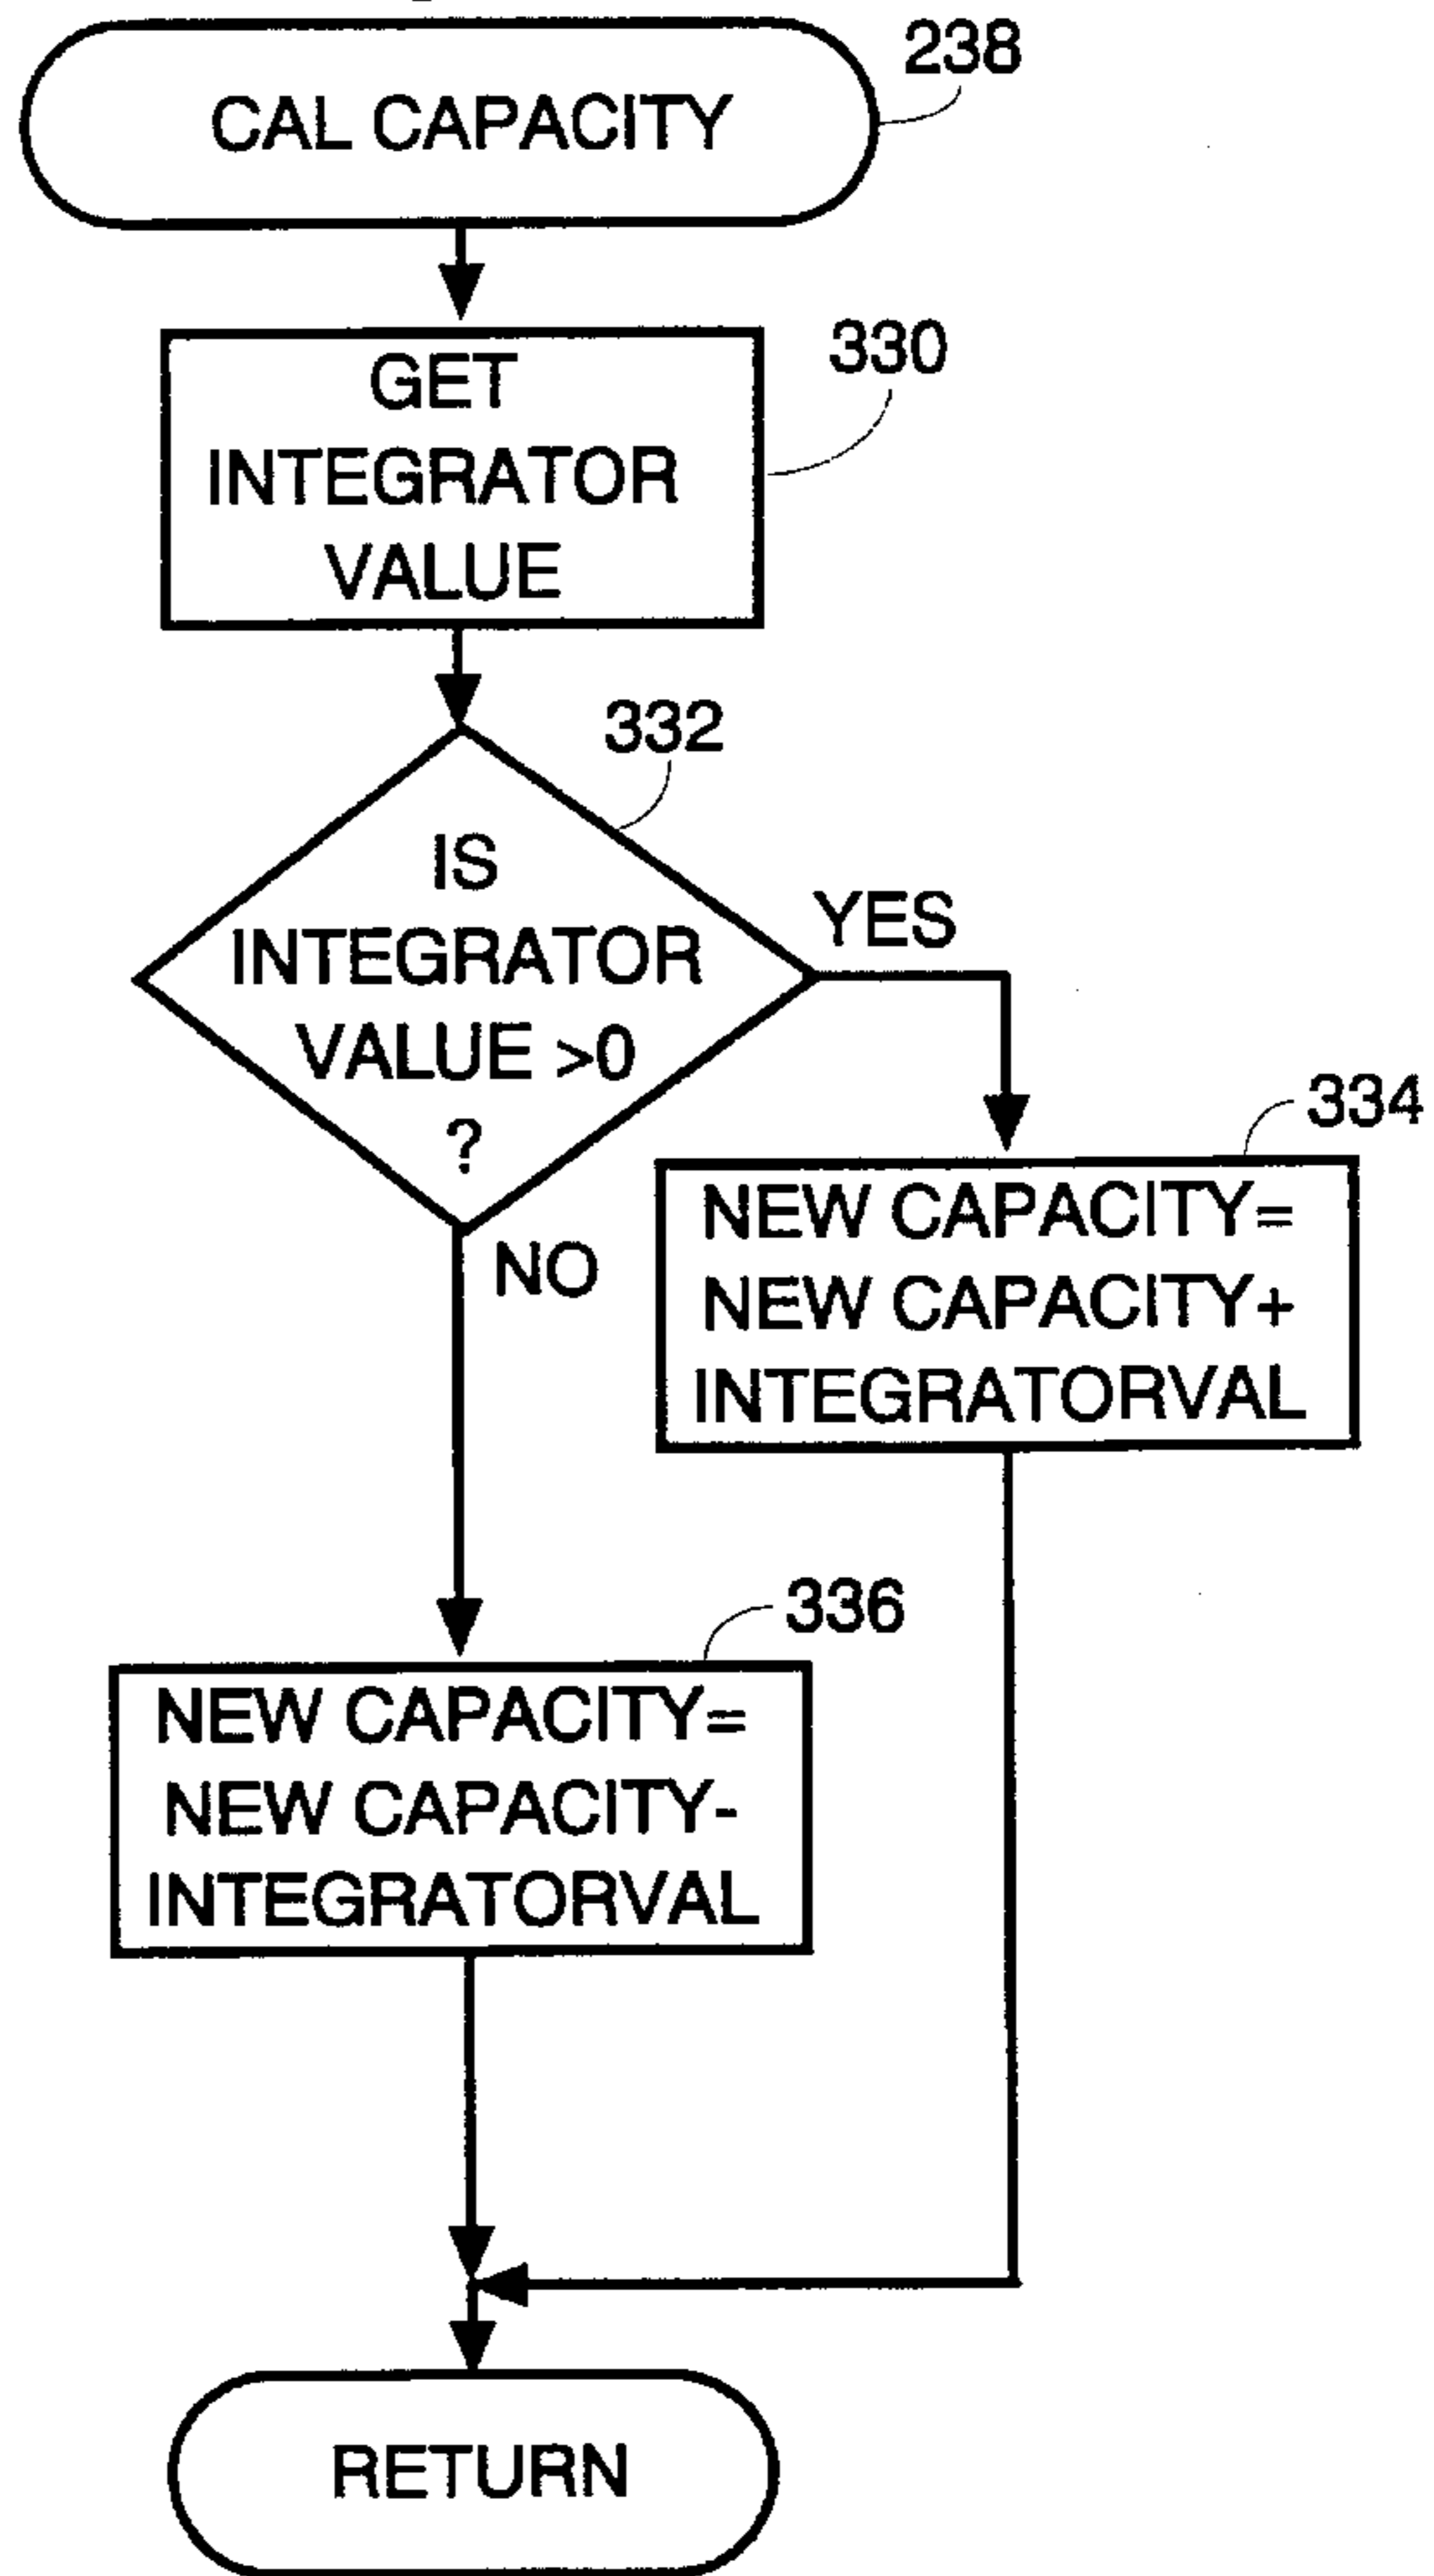 CAL CAPACITY
238
GET
INTEGRATOR
VALUE
330
332
IS
INTEGRATOR
VALUE >0
?
YES
NO
334
NEW CAPACITY=
NEW CAPACITY+
INTEGRATORVAL
336
NEW CAPACITY=
NEW CAPACITY-
INTEGRATORVAL
RETURN